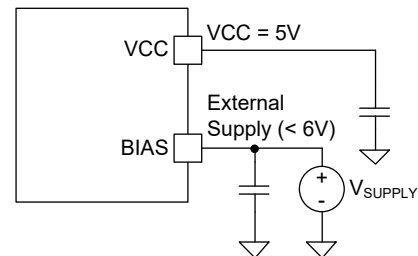 VCC
VCC = 5V
External
Supply (< 6V)
BIAS
+
-
VSUPPLY